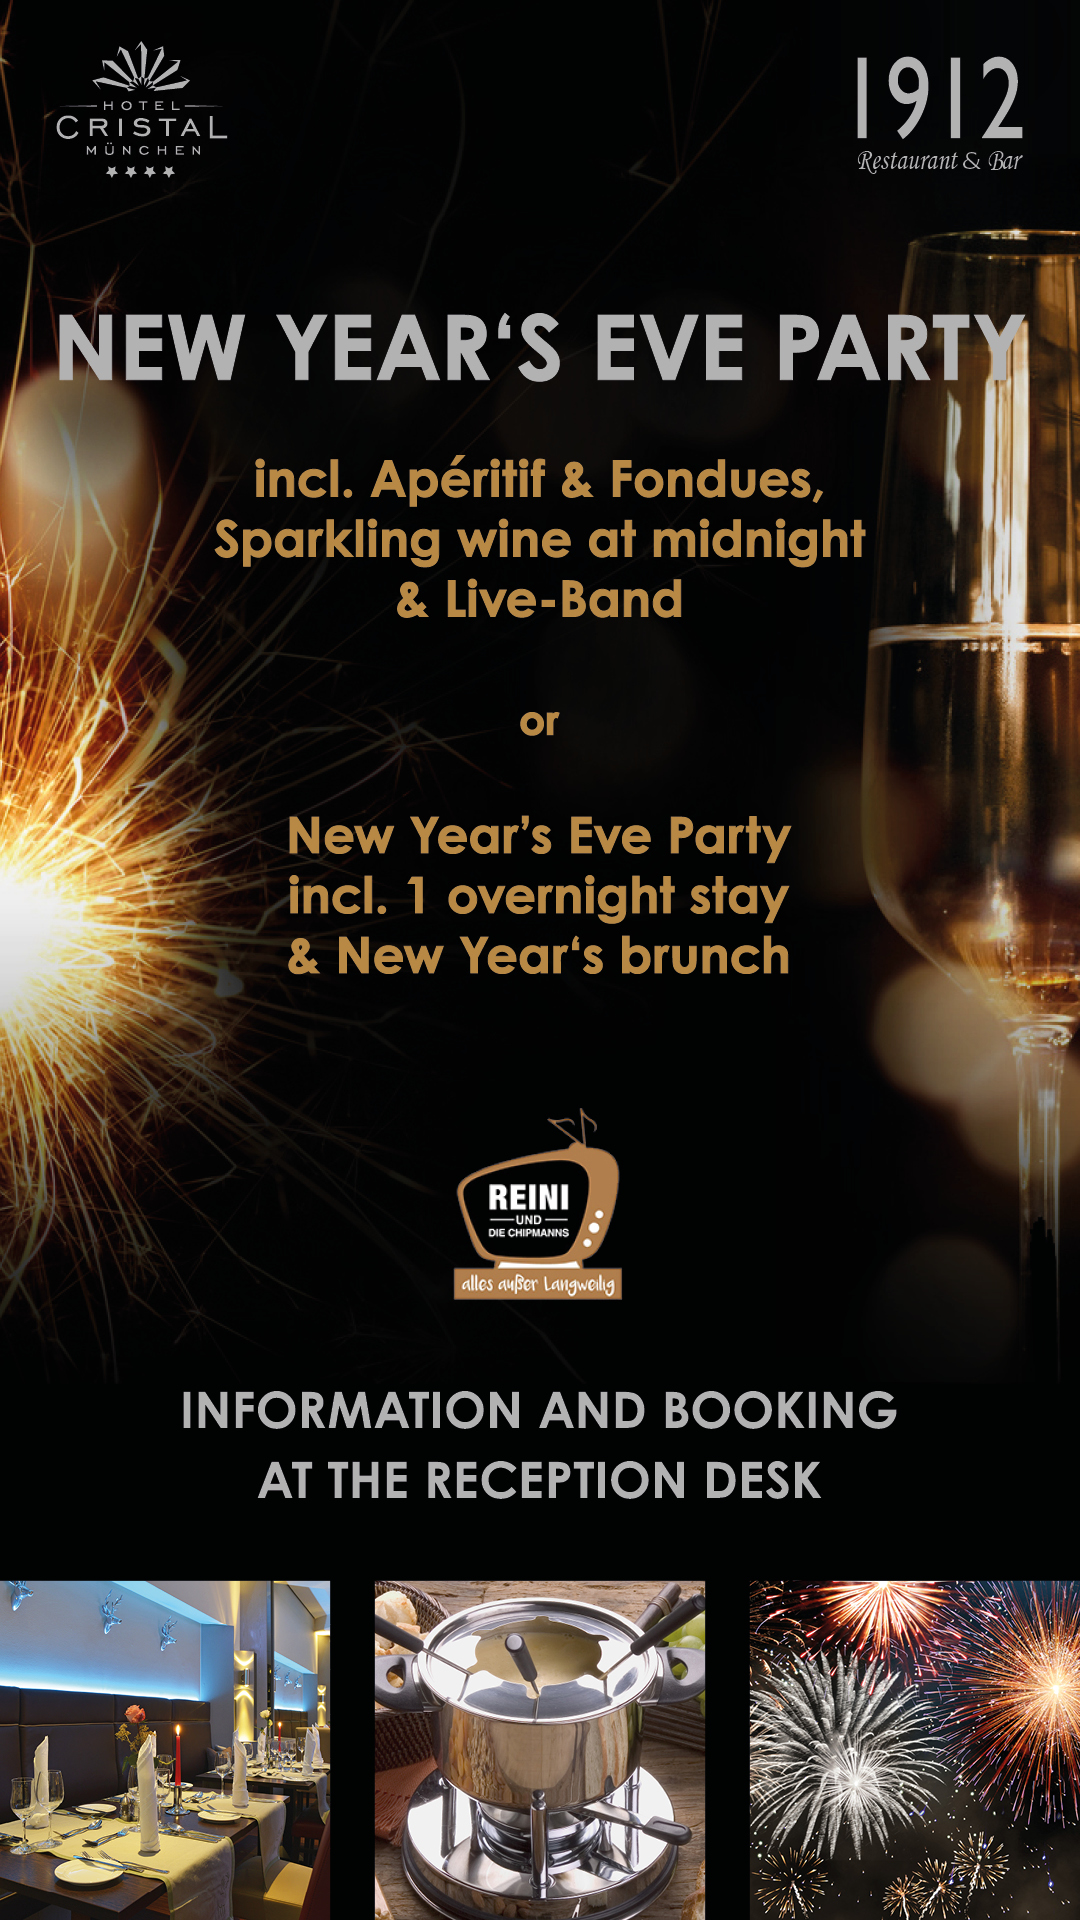 HOTEL
CRISTAL
MÜNCHEN
1912
Restaurant & Bar
NEW YEAR‘S EVE PARTY
incl. Apéritif & Fondues,
Sparkling wine at midnight
& Live-Band
or
New Year’s Eve Party
incl. 1 overnight stay
& New Year‘s brunch
REINI
UND
DIE CHIPMANNS
alles außer Langweilig
INFORMATION AND BOOKING
AT THE RECEPTION DESK